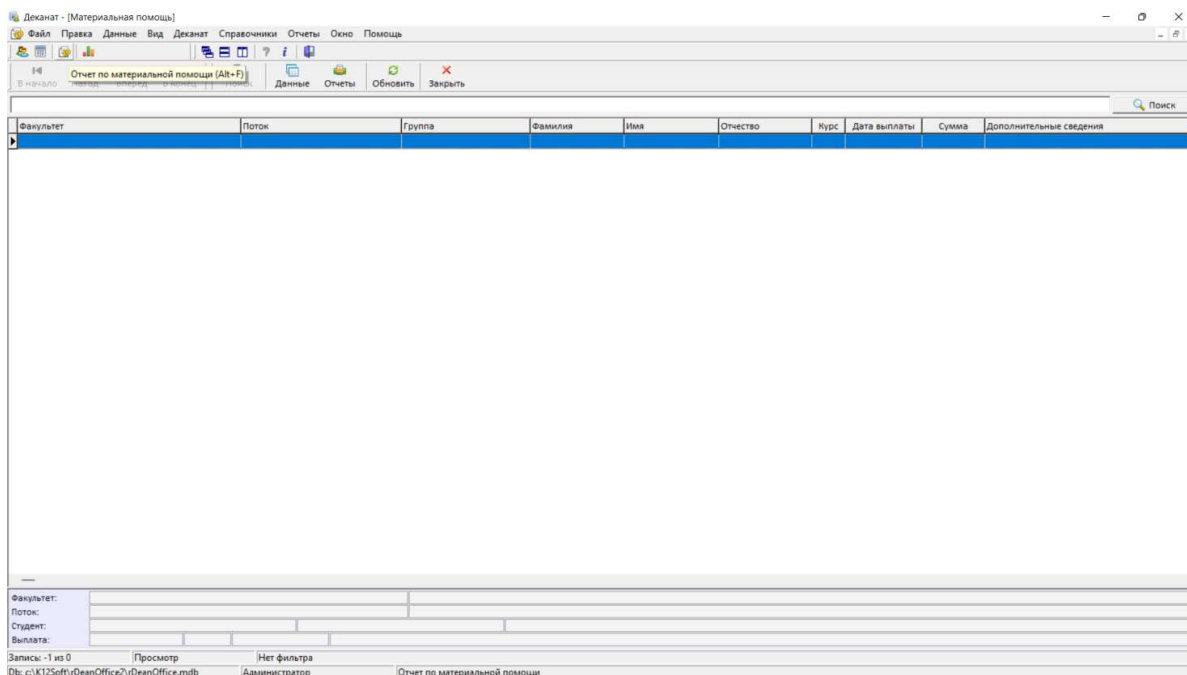 Деканат - [Материальная помощь]
Файл Правка Данные Вид Деканат Справочники Отчеты Окно Помощь
Отчет по материальной помощи (Alt+F)
В начало Данные Отчеты Обновить Закрыть
Поиск
Факультет Поток Группа Фамилия Имя Отчество Курс Дата выплаты Сумма Дополнительные сведения
Факультет:
Поток:
Студент:
Выплата:
Запись: -1 из 0 Просмотр Нет фильтра
Db: c:\K12Soft\rDeanOffice2\rDeanOffice.mdb Администратор Отчет по материальной помощи